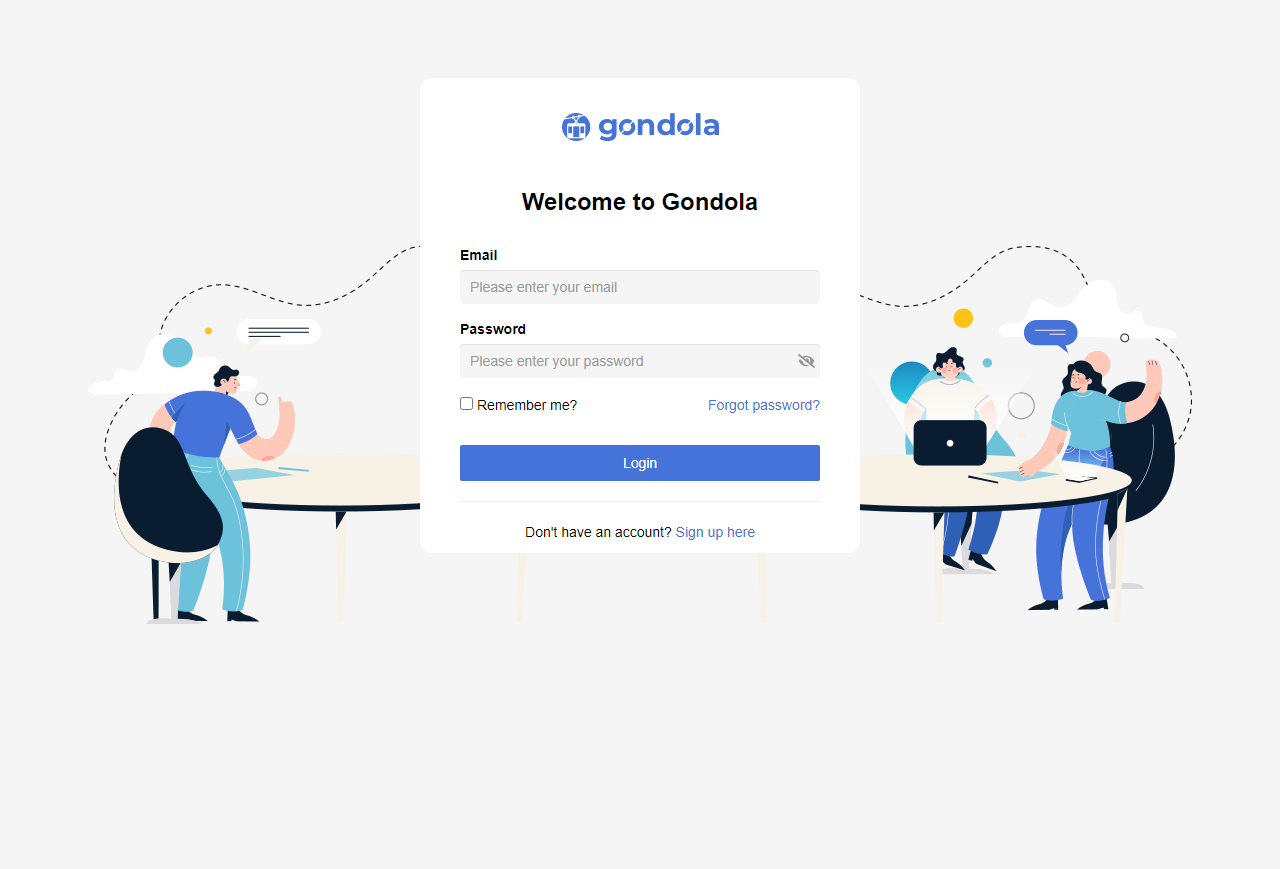 gondola
Welcome to Gondola
Email
Please enter your email
Password
Please enter your password
Remember me? Forgot password?
Login
Don't have an account? Sign up here